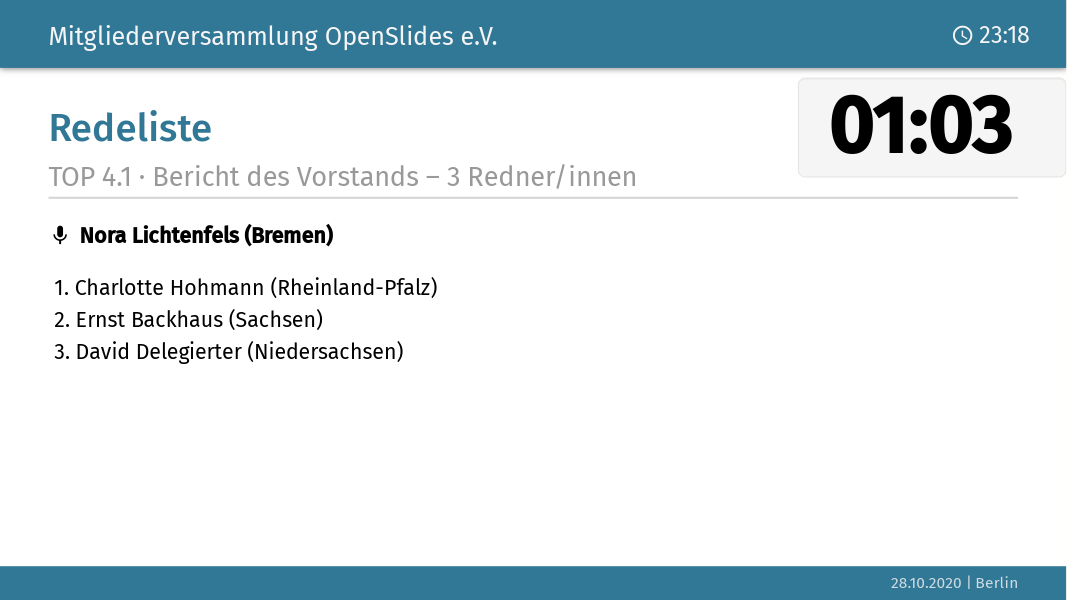 Mitgliederversammlung OpenSlides e.V.
23:18
01:03
Redeliste
TOP 4.1 · Bericht des Vorstands – 3 Redner/innen
Nora Lichtenfels (Bremen)
1. Charlotte Hohmann (Rheinland-Pfalz)
2. Ernst Backhaus (Sachsen)
3. David Delegierter (Niedersachsen)
28.10.2020 | Berlin